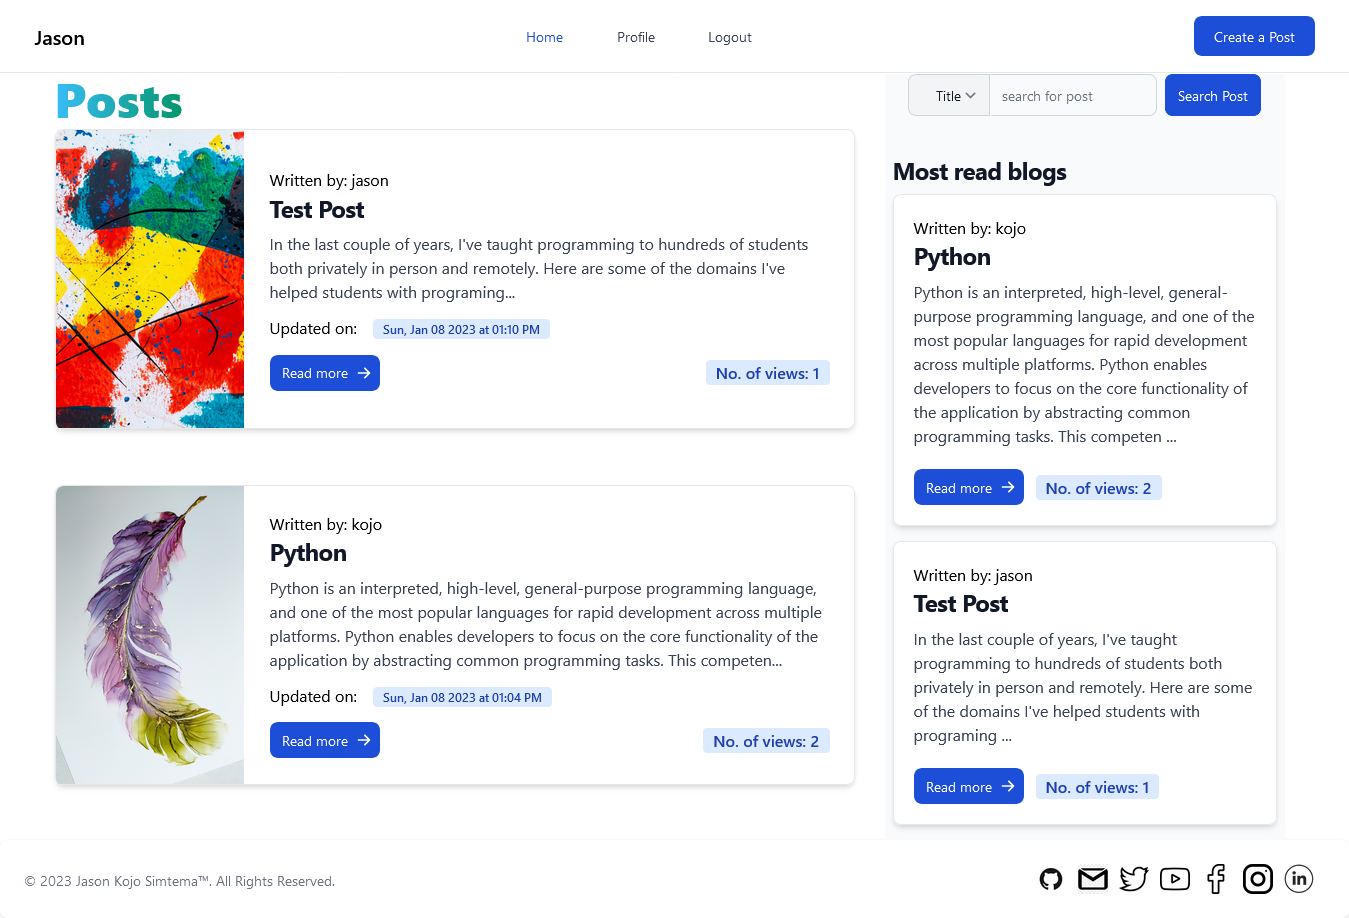 Jason
Home
Profile
Logout
Create a Post
Posts
Written by: jason
Test Post
In the last couple of years, I've taught programming to hundreds of students
both privately in person and remotely. Here are some of the domains I've
helped students with programing...
Updated on:
Sun, Jan 08 2023 at 01:10 PM
Read more
No. of views: 1
Written by: kojo
Python
Python is an interpreted, high-level, general-purpose programming language,
and one of the most popular languages for rapid development across multiple
platforms. Python enables developers to focus on the core functionality of the
application by abstracting common programming tasks. This competen...
Updated on:
Sun, Jan 08 2023 at 01:04 PM
Read more
No. of views: 2
Title
search for post
Search Post
Most read blogs
Written by: kojo
Python
Python is an interpreted, high-level, general-
purpose programming language, and one of the
most popular languages for rapid development
across multiple platforms. Python enables
developers to focus on the core functionality of
the application by abstracting common
programming tasks. This competen ...
Read more
No. of views: 2
Written by: jason
Test Post
In the last couple of years, I've taught
programming to hundreds of students both
privately in person and remotely. Here are some
of the domains I've helped students with
programing ...
Read more
No. of views: 1
© 2023 Jason Kojo Simtema™. All Rights Reserved.